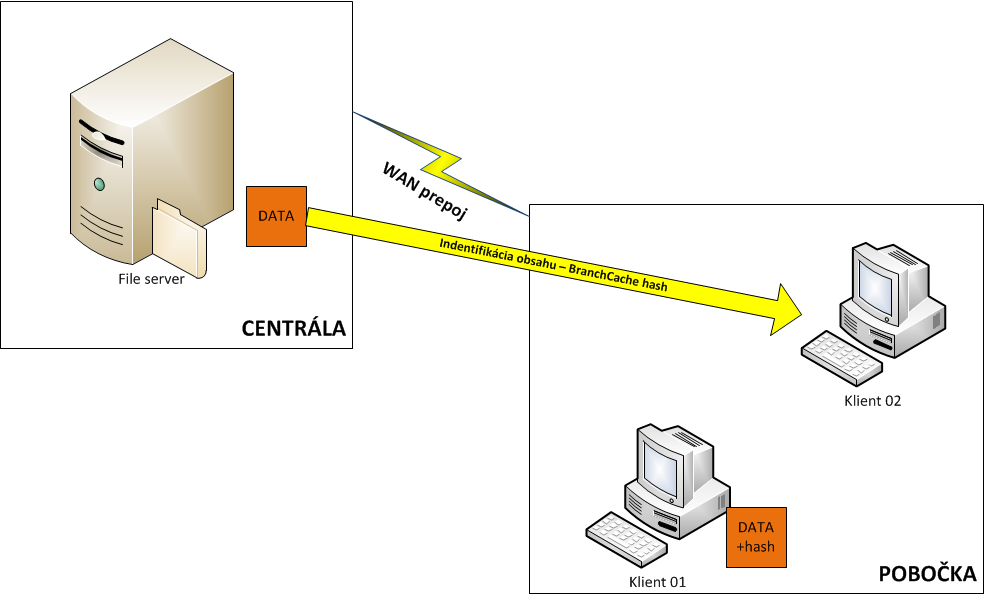 DATA
File server
CENTRÁLA
WAN prepoj
Indentifikácia obsahu – BranchCache hash
Klient 02
DATA
+hash
Klient 01
POBOČKA